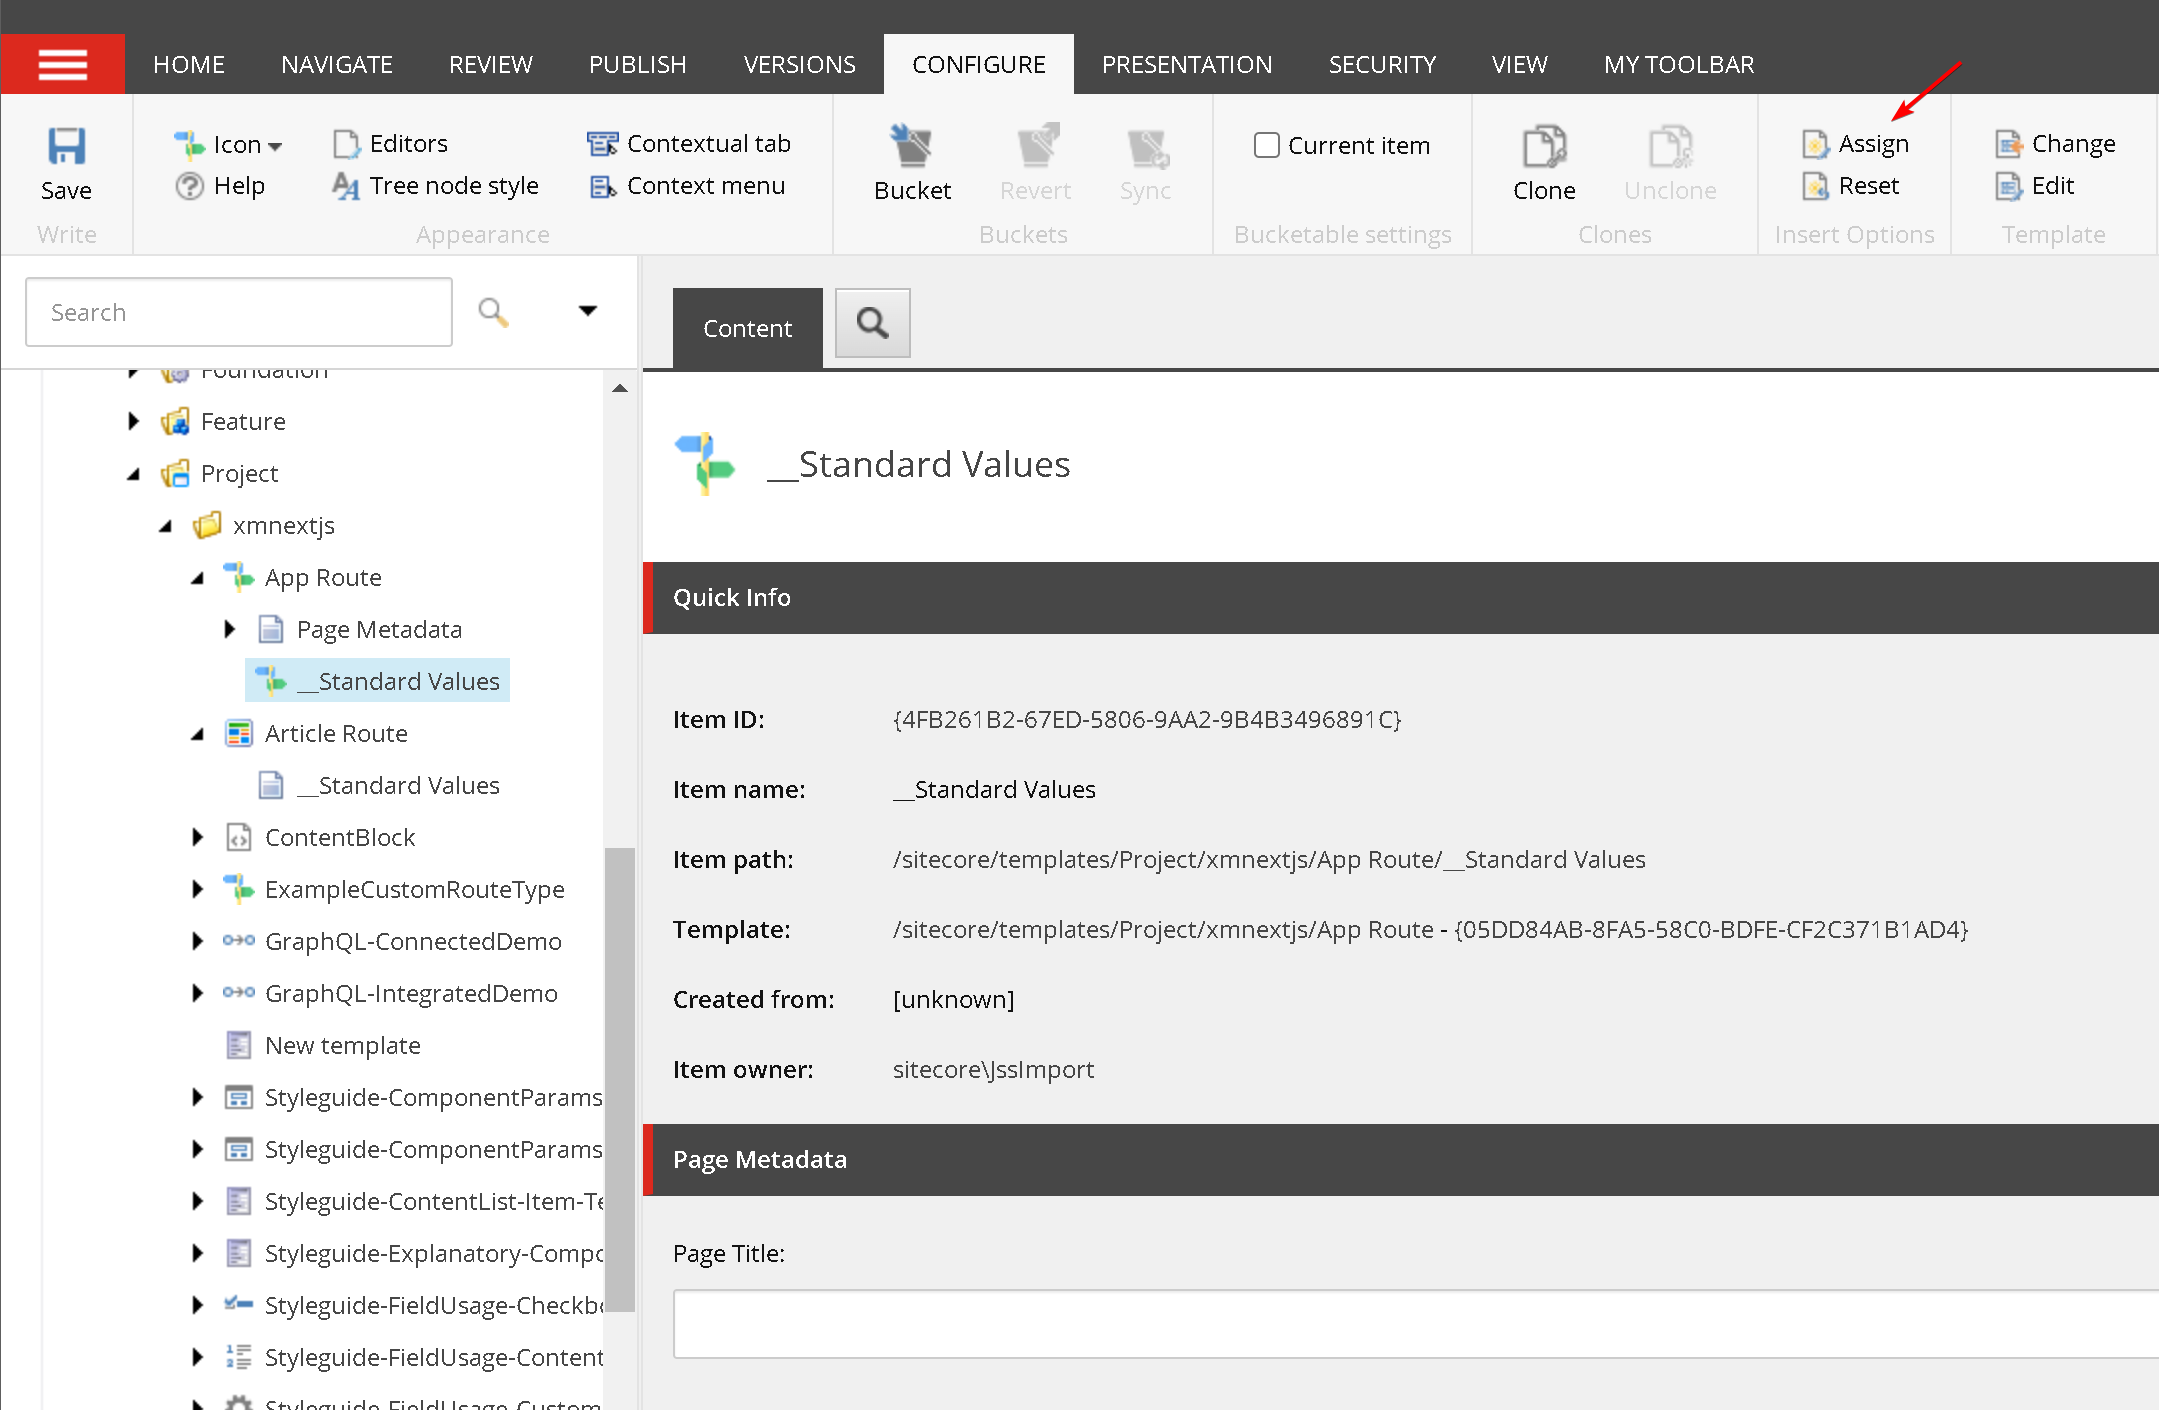 HOME NAVIGATE REVIEW PUBLISH VERSIONS CONFIGURE PRESENTATION SECURITY VIEW MY TOOLBAR
Save
Write
Icon
Help
Editors
Tree node style
Contextual tab
Context menu
Appearance
Bucket
Revert
Sync
Buckets
Current item
Bucketable settings
Clone
Unclone
Clones
Assign
Reset
Insert Options
Change
Edit
Template
Search
Foundation
Feature
Project
xmnextjs
App Route
Page Metadata
__Standard Values
Article Route
__Standard Values
ContentBlock
ExampleCustomRouteType
GraphQL-ConnectedDemo
GraphQL-IntegratedDemo
New template
Styleguide-ComponentParams
Styleguide-ComponentParams
Styleguide-ContentList-Item-Te
Styleguide-Explanatory-Compo
Styleguide-FieldUsage-Checkbo
Styleguide-FieldUsage-Content
Styleguide-FieldUsage-Custom
Content
__Standard Values
Quick Info
Item ID: {4FB261B2-67ED-5806-9AA2-9B4B3496891C}
Item name: __Standard Values
Item path: /sitecore/templates/Project/xmnextjs/App Route/__Standard Values
Template: /sitecore/templates/Project/xmnextjs/App Route - {05DD84AB-8FA5-58C0-BDFE-CF2C371B1AD4}
Created from: [unknown]
Item owner: sitecore\JssImport
Page Metadata
Page Title: